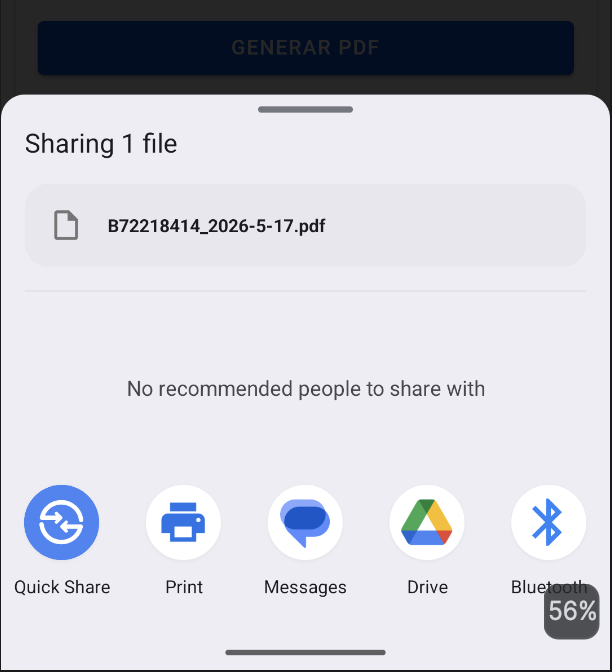 GENERAR PDF
Sharing 1 file
B72218414_2026-5-17.pdf
No recommended people to share with
Quick Share
Print
Messages
Drive
Bluetooth
56%